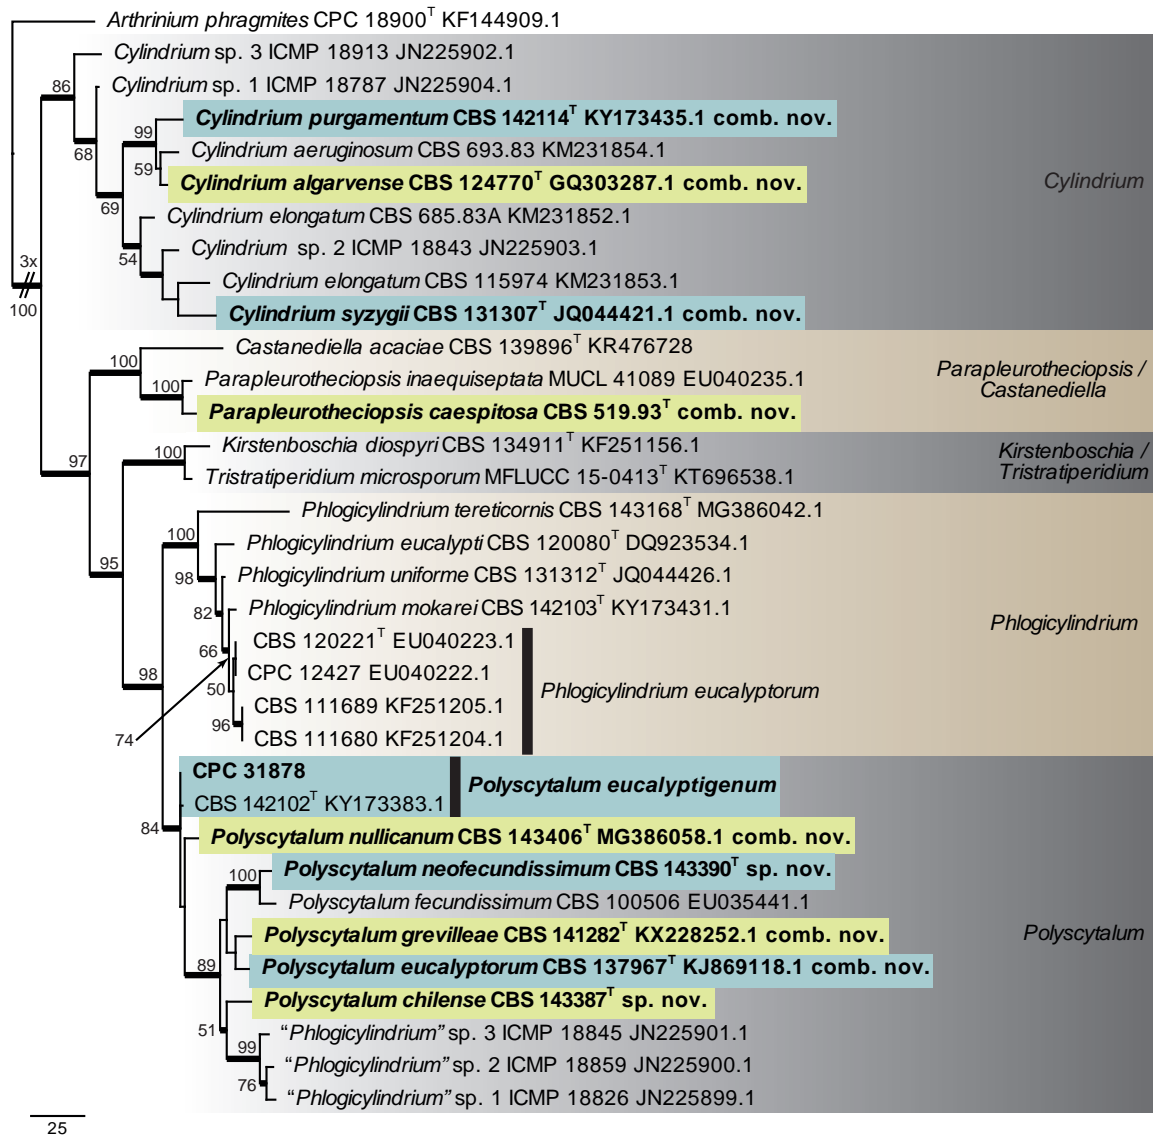 Arthrinium phragmites CPC 18900T KF144909.1
Cylindrium sp. 3 ICMP 18913 JN225902.1
86
Cylindrium sp. 1 ICMP 18787 JN225904.1
Cylindrium purgamentum CBS 142114T KY173435.1 comb. nov.
99
68
Cylindrium aeruginosum CBS 693.83 KM231854.1
59
Cylindrium algarvense CBS 124770T GQ303287.1 comb. nov.
Cylindrium
69
Cylindrium elongatum CBS 685.83A KM231852.1
Cylindrium sp. 2 ICMP 18843 JN225903.1
54
3x
Cylindrium elongatum CBS 115974 KM231853.1
100
Cylindrium syzygii CBS 131307T JQ044421.1 comb. nov.
Castanediella acaciae CBS 139896T KR476728
100
Parapleurotheciopsis inaequiseptata MUCL 41089 EU040235.1
100
Parapleurotheciopsis /
Castanediella
Parapleurotheciopsis caespitosa CBS 519.93T comb. nov.
Kirstenboschia diospyri CBS 134911T KF251156.1
97
100
Kirstenboschia /
Tristratiperidium
Tristratiperidium microsporum MFLUCC 15-0413T KT696538.1
Phlogicylindrium tereticornis CBS 143168T MG386042.1
100
Phlogicylindrium eucalypti CBS 120080T DQ923534.1
95
98
Phlogicylindrium uniforme CBS 131312T JQ044426.1
82
Phlogicylindrium mokarei CBS 142103T KY173431.1
Phlogicylindrium
66
CBS 120221T EU040223.1
98
CPC 12427 EU040222.1
50
Phlogicylindrium eucalyptorum
CBS 111689 KF251205.1
96
74
CBS 111680 KF251204.1
CPC 31878
Polyscytalum eucalyptigenum
CBS 142102T KY173383.1
84
Polyscytalum nullicanum CBS 143406T MG386058.1 comb. nov.
Polyscytalum neofecundissimum CBS 143390T sp. nov.
100
Polyscytalum fecundissimum CBS 100506 EU035441.1
Polyscytalum grevilleae CBS 141282T KX228252.1 comb. nov.
Polyscytalum
89
Polyscytalum eucalyptorum CBS 137967T KJ869118.1 comb. nov.
Polyscytalum chilense CBS 143387T sp. nov.
51
“Phlogicylindrium” sp. 3 ICMP 18845 JN225901.1
99
“Phlogicylindrium” sp. 2 ICMP 18859 JN225900.1
76
“Phlogicylindrium” sp. 1 ICMP 18826 JN225899.1
25